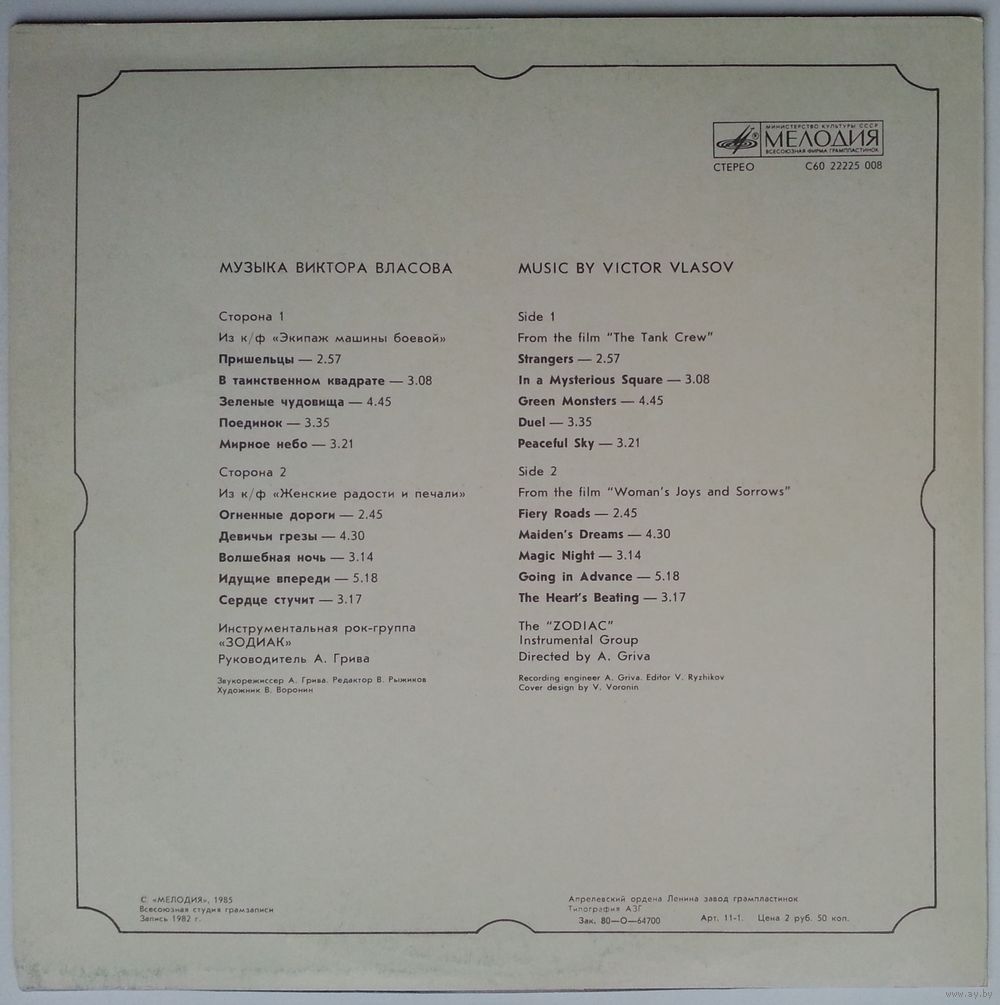 МИНИСТЕРСТВО КУЛЬТУРЫ СССР
МЕЛОДИЯ
ВСЕСОЮЗНАЯ ФИРМА ГРАМПЛАСТИНОК
СТЕРЕО С60 22225 008
МУЗЫКА ВИКТОРА ВЛАСОВА
Сторона 1
Из к/ф «Экипаж машины боевой»
Пришельцы — 2.57
В таинственном квадрате — 3.08
Зеленые чудовища — 4.45
Поединок — 3.35
Мирное небо — 3.21
Сторона 2
Из к/ф «Женские радости и печали»
Огненные дороги — 2.45
Девичьи грезы — 4.30
Волшебная ночь — 3.14
Идущие впереди — 5.18
Сердце стучит — 3.17
Инструментальная рок-группа
«ЗОДИАК»
Руководитель А. Грива
Звукорежиссер А. Грива. Редактор В. Рыжиков
Художник В. Воронин
MUSIC BY VICTOR VLASOV
Side 1
From the film "The Tank Crew"
Strangers — 2.57
In a Mysterious Square — 3.08
Green Monsters — 4.45
Duel — 3.35
Peaceful Sky — 3.21
Side 2
From the film "Woman's Joys and Sorrows"
Fiery Roads — 2.45
Maiden's Dreams — 4.30
Magic Night — 3.14
Going in Advance — 5.18
The Heart's Beating — 3.17
The "ZODIAC"
Instrumental Group
Directed by A. Griva
Recording engineer A. Griva. Editor V. Ryzhikov
Cover design by V. Voronin
© «МЕЛОДИЯ», 1985
Всесоюзная студия грамзаписи
Запись 1982 г.
Апрелевский ордена Ленина завод грампластинок
Типография АЗГ
Зак. 80—О—64700 Арт. 11-1. Цена 2 руб. 50 коп.
www.ay.by